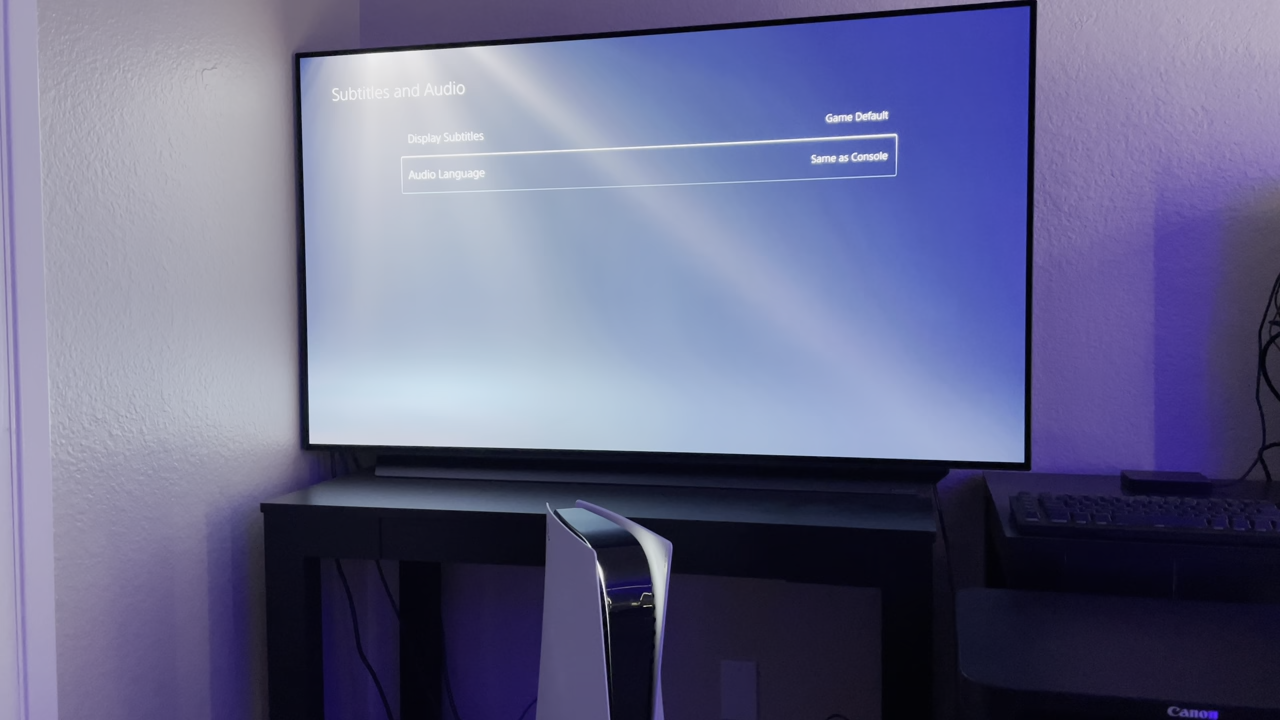 Subtitles and Audio
Display Subtitles
Game Default
Audio Language
Same as Console
Canon